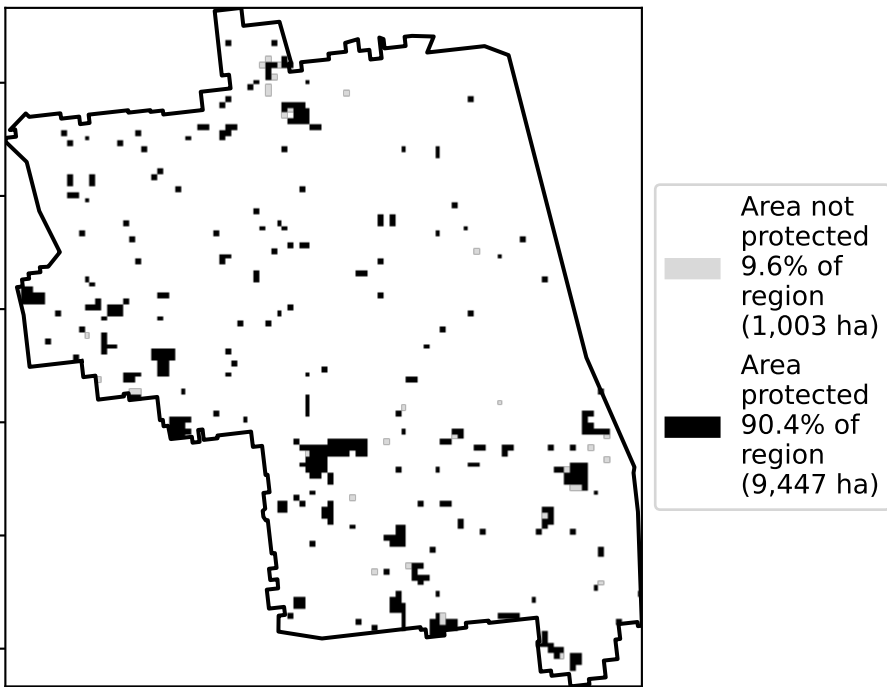 Area not
protected
9.6% of
region
(1,003 ha)
Area
protected
90.4% of
region
(9,447 ha)